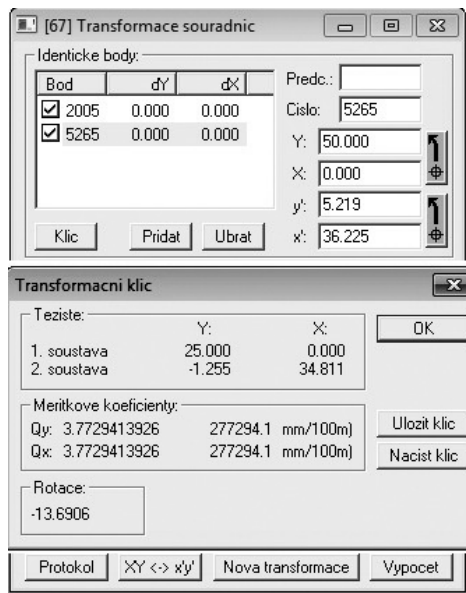 [67] Transformace souradnic
Identicke body:
Bod dY dX
2005 0.000 0.000
5265 0.000 0.000
Klic Pridat Ubrat
Predc.:
Cislo: 5265
Y: 50.000
X: 0.000
y': 5.219
x': 36.225
Transformacni klic
Teziste:
Y: X:
1. soustava 25.000 0.000
2. soustava -1.255 34.811
Meritkove koeficienty:
Qy: 3.7729413926 277294.1 mm/100m)
Qx: 3.7729413926 277294.1 mm/100m)
Rotace:
-13.6906
OK
Ulozit klic
Nacist klic
Protokol XY <-> x'y' Nova transformace Vypocet